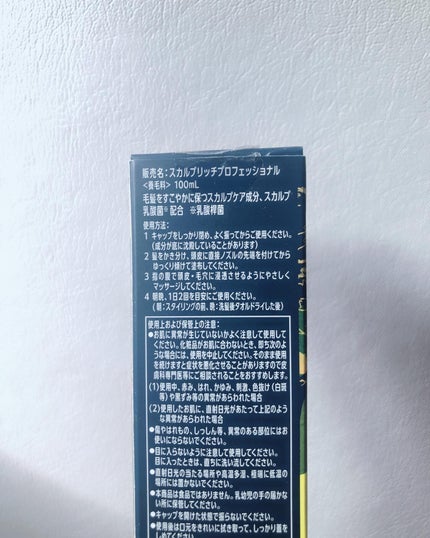 販売名:スカルプリッチプロフェッショナル
<養毛料> 100mL
毛髪をすこやかに保つスカルプケア成分、スカルプ
乳酸菌※配合 ※乳酸桿菌
使用方法:
1 キャップをしっかり閉め、よく振ってからご使用ください。
(成分が底に沈殿していることがあります)
2 髪をかき分け、頭皮に直接ノズルの先端を付けてから
ゆっくり傾けて塗布してください。
3 指の腹で頭皮・毛穴に浸透させるようにやさしく
マッサージしてください。
4 朝晩、1日2回を目安にご使用ください。
(朝:スタイリングの前、晩:洗髪後タオルドライした後)
使用上および保管上の注意:
●お肌に異常が生じていないかよく注意して使用して
ください。化粧品がお肌に合わないとき、即ち次のよ
うな場合には、使用を中止してください。そのまま使用
を続けますと症状を悪化させることがありますので皮
膚科専門医等にご相談されることをおすすめします。
(1)使用中、赤み、はれ、かゆみ、刺激、色抜け(白斑
等)や黒ずみ等の異常があらわれた場合
(2)使用したお肌に、直射日光があたって上記のよう
な異常があらわれた場合
●傷やはれもの、しっしん等、異常のある部位にはお
使いにならないでください。
●目に入らないように注意して使用してください。
目に入ったときは、直ちに洗い流してください。
●直射日光の当たる場所や高温多湿、極端に低温の
場所には置かないでください。
●本商品は食品ではありません。乳幼児の手の届かな
い所に保管してください。
●キャップを開けた状態で振らないでください。
●使用後は口元をきれいに拭き取って、しっかり蓋を
しめてください。